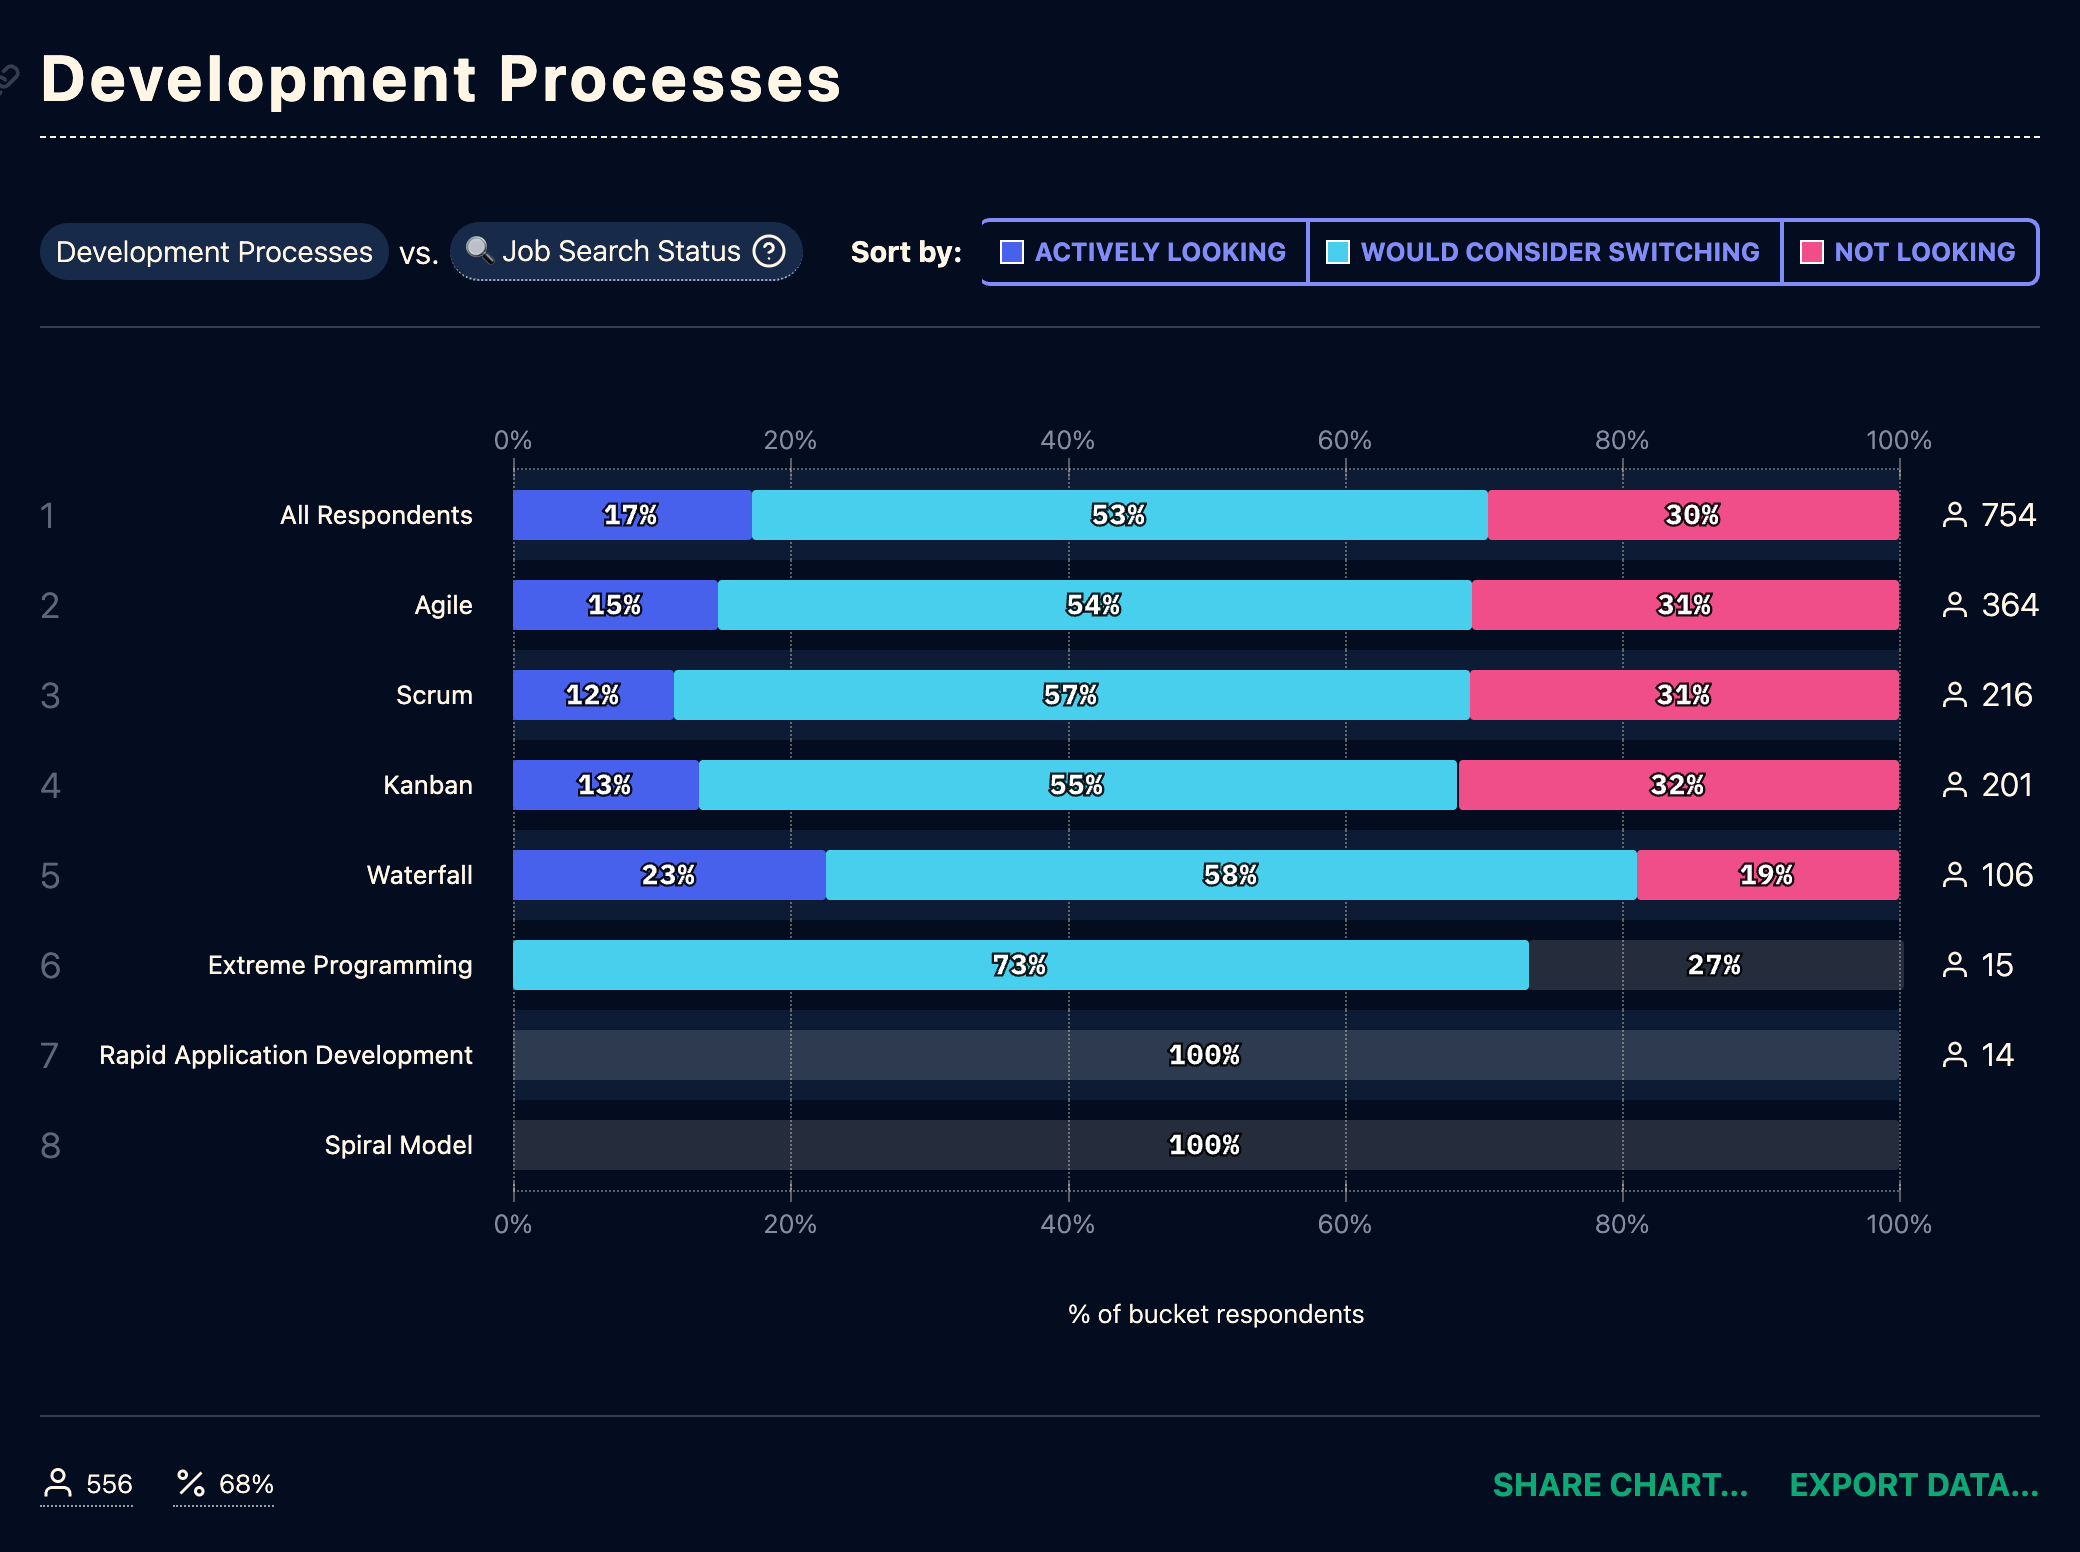 Development Processes
Development Processes vs. Job Search Status ? Sort by: ACTIVELY LOOKING WOULD CONSIDER SWITCHING NOT LOOKING
0% 20% 40% 60% 80% 100%
1 All Respondents 17% 53% 30% 754
2 Agile 15% 54% 31% 364
3 Scrum 12% 57% 31% 216
4 Kanban 13% 55% 32% 201
5 Waterfall 23% 58% 19% 106
6 Extreme Programming 73% 27% 15
7 Rapid Application Development 100% 14
8 Spiral Model 100%
0% 20% 40% 60% 80% 100%
% of bucket respondents
556 % 68% SHARE CHART... EXPORT DATA...